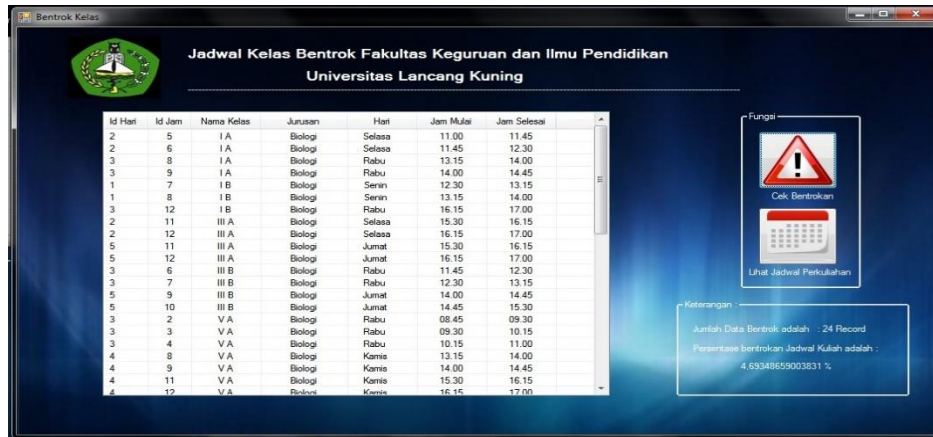 Bentrok Kelas
Jadwal Kelas Bentrok Fakultas Keguruan dan Ilmu Pendidikan
Universitas Lancang Kuning
Id Hari Id Jam Nama Kelas Jurusan Hari Jam Mulai Jam Selesai
2 5 I A Biologi Selasa 11.00 11.45
2 6 I A Biologi Selasa 11.45 12.30
3 8 I A Biologi Rabu 13.15 14.00
3 9 I A Biologi Rabu 14.00 14.45
1 7 I B Biologi Senin 12.30 13.15
1 8 I B Biologi Senin 13.15 14.00
3 12 I B Biologi Rabu 16.15 17.00
2 11 III A Biologi Selasa 15.30 16.15
2 12 III A Biologi Selasa 16.15 17.00
5 11 III A Biologi Jumat 15.30 16.15
5 12 III A Biologi Jumat 16.15 17.00
3 6 III B Biologi Rabu 11.45 12.30
3 7 III B Biologi Rabu 12.30 13.15
5 9 III B Biologi Jumat 14.00 14.45
5 10 III B Biologi Jumat 14.45 15.30
3 2 V A Biologi Rabu 08.45 09.30
3 3 V A Biologi Rabu 09.30 10.15
3 4 V A Biologi Rabu 10.15 11.00
4 8 V A Biologi Kamis 13.15 14.00
4 9 V A Biologi Kamis 14.00 14.45
4 11 V A Biologi Kamis 15.30 16.15
4 12 V A Biologi Kamis 16.15 17.00
Fungsi
Cek Bentrokan
Lihat Jadwal Perkuliahan
Keterangan :
Jumlah Data Bentrok adalah : 24 Record
Persentase bentrokan Jadwal Kuliah adalah :
4,69348659003831 %